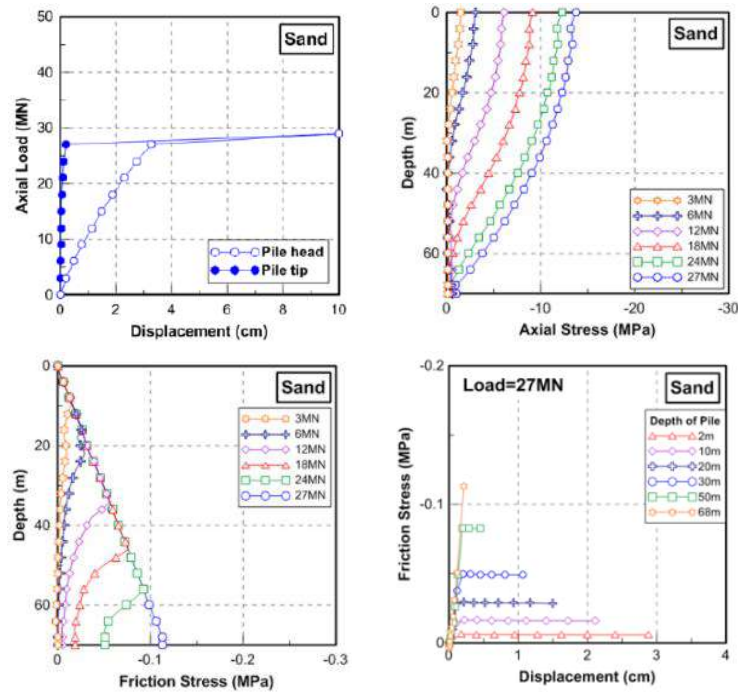 50
40
30
20
10
0
0 2 4 6 8 10
Axial Load (MN)
Displacement (cm)
Sand
Pile head
Pile tip
0
20
40
60
0 -10 -20 -30
Depth (m)
Axial Stress (MPa)
Sand
3MN
6MN
12MN
18MN
24MN
27MN
0
20
40
60
0 -0.1 -0.2 -0.3
Depth (m)
Friction Stress (MPa)
Sand
3MN
6MN
12MN
18MN
24MN
27MN
-0.2
-0.1
0
0 1 2 3 4
Friction Stress (MPa)
Displacement (cm)
Load=27MN
Sand
Depth of Pile
2m
10m
20m
30m
50m
68m